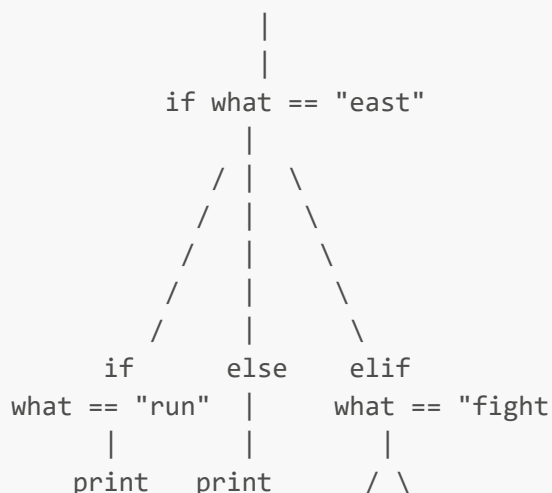 |
|
if what == "east"
|
/ | \
/ | \
/ | \
/ | \
/ | \
if else elif
what == "run" | what == "fight
| | |
print print / \